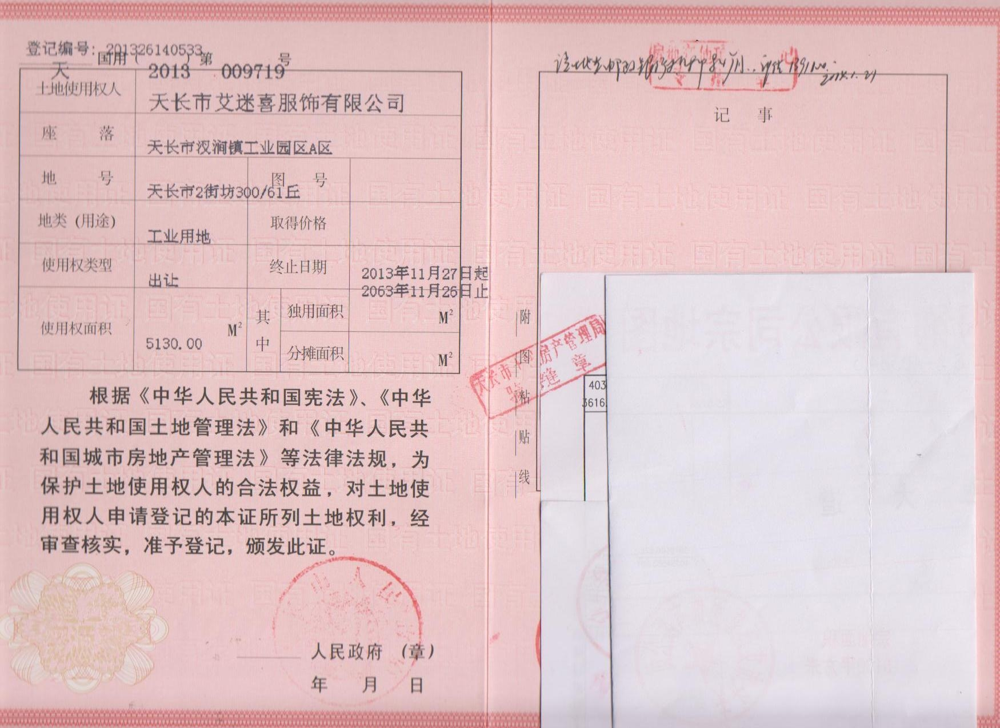 登记编号: 201326140533
天 国用( 2013 )第 009719 号
土地使用权人 天长市艾迷喜服饰有限公司
座 落 天长市汊涧镇工业园区A区
地 号 天长市2街坊300/61丘 图 号
地类 (用途) 工业用地 取得价格
使用权类型 出让 终止日期 2013年11月27日起
2063年11月26日止
使用权面积 5130.00 M² 其中 独用面积 M²
分摊面积 M²
根据《中华人民共和国宪法》、《中华
人民共和国土地管理法》和《中华人民共
和国城市房地产管理法》等法律法规，为
保护土地使用权人的合法权益，对土地使
用权人申请登记的本证所列土地权利，经
审查核实，准予登记，颁发此证。
人民政府 (章)
年 月 日
2014.1.21
记 事
附图粘贴线
房产管理局
缝 章
403
3616.